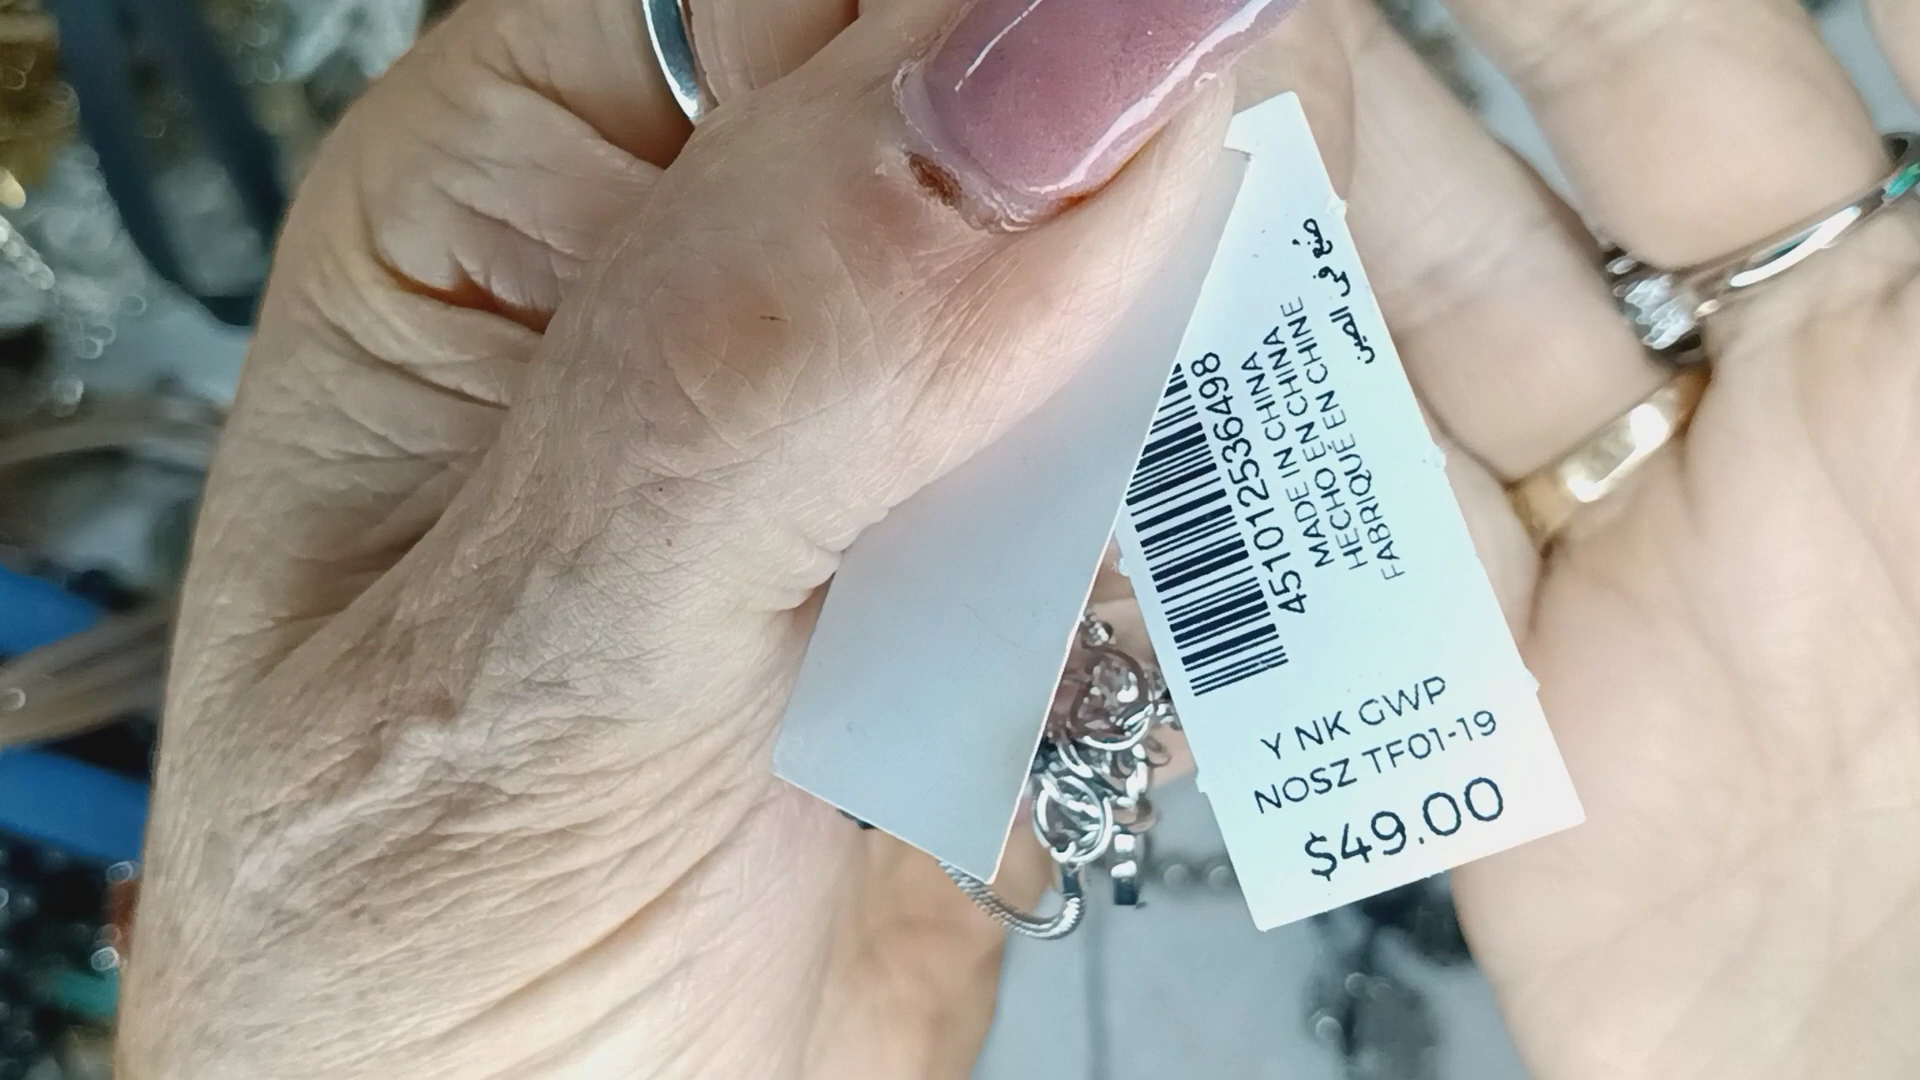 451012536498
MADE IN CHINA
HECHO EN CHINA
FABRIQUÉ EN CHINE
صنع في الصين
Y NK GWP
NOSZ TF01-19
$49.00